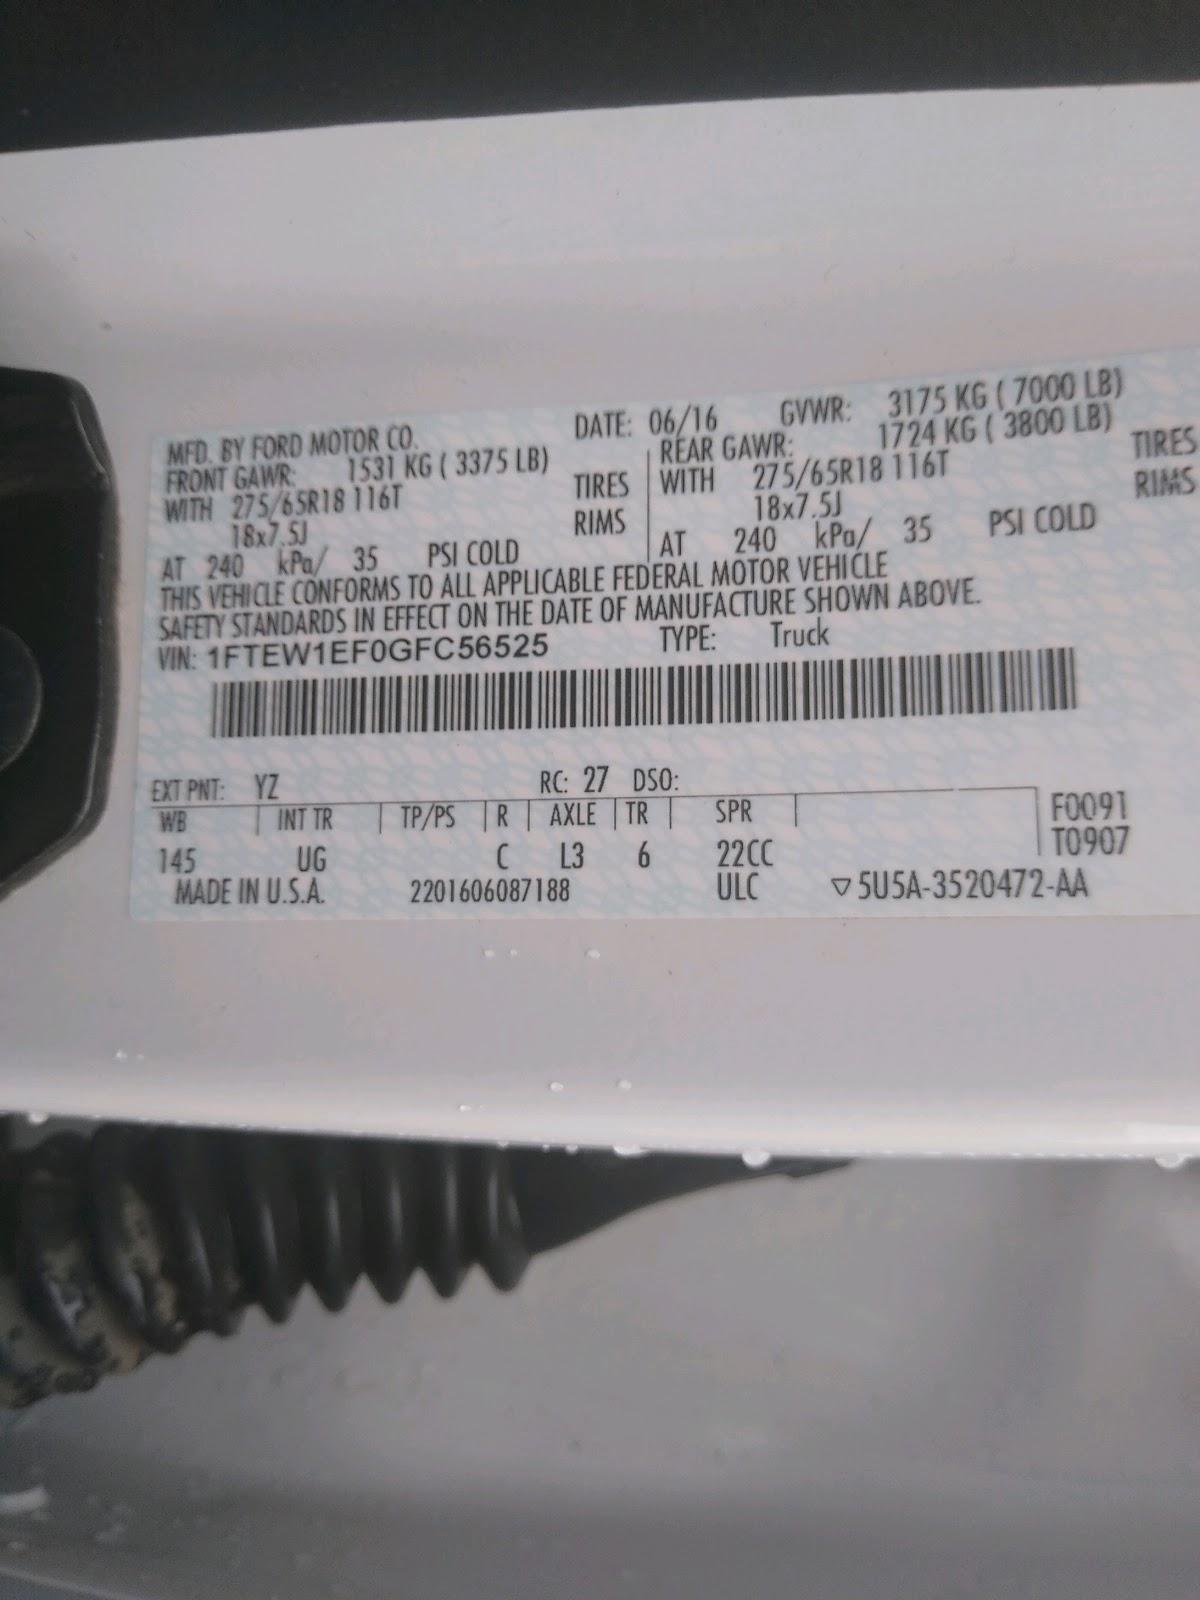 MFD. BY FORD MOTOR CO. DATE: 06/16 GVWR: 3175 KG ( 7000 LB)
FRONT GAWR: 1531 KG ( 3375 LB) REAR GAWR: 1724 KG ( 3800 LB)
WITH 275/65R18 116T TIRES WITH 275/65R18 116T TIRES
18x7.5J RIMS 18x7.5J RIMS
AT 240 kPa/ 35 PSI COLD AT 240 kPa/ 35 PSI COLD
THIS VEHICLE CONFORMS TO ALL APPLICABLE FEDERAL MOTOR VEHICLE
SAFETY STANDARDS IN EFFECT ON THE DATE OF MANUFACTURE SHOWN ABOVE.
VIN: 1FTEW1EF0GFC56525 TYPE: Truck
EXT PNT: YZ RC: 27 DSO:
WB INT TR TP/PS R AXLE TR SPR F0091
145 UG C L3 6 22CC T0907
MADE IN U.S.A. 2201606087188 ULC ▽5U5A-3520472-AA